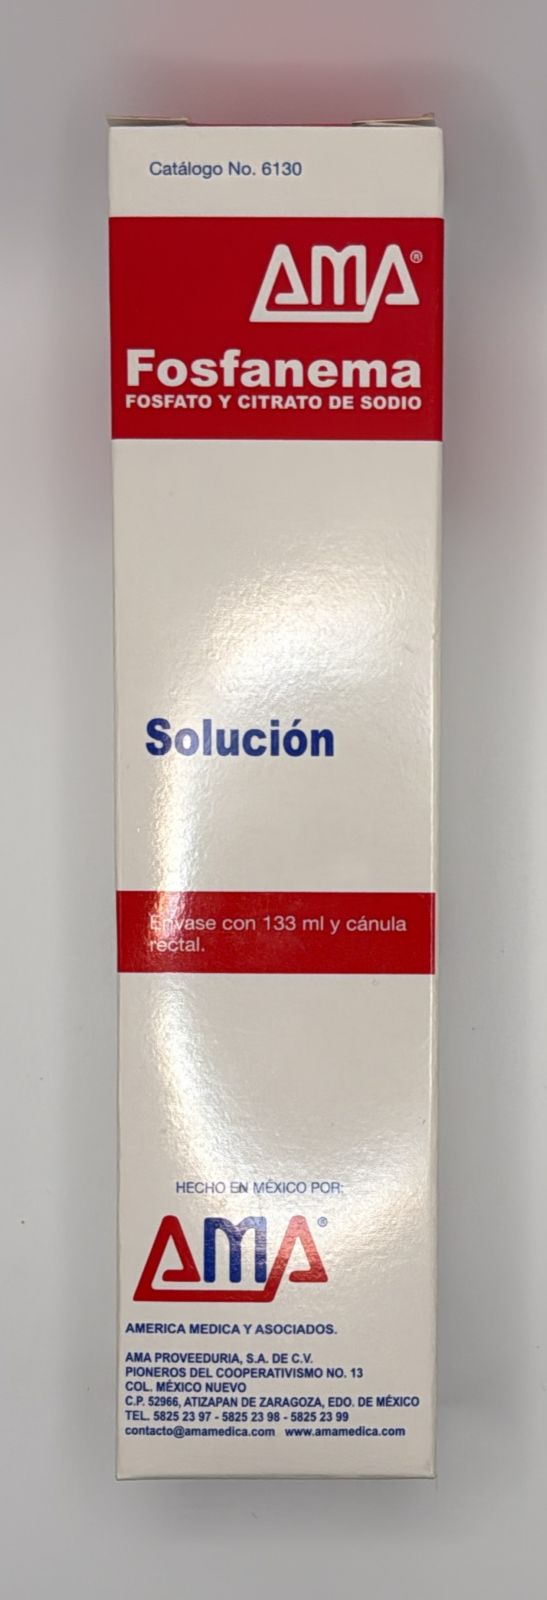 Catálogo No. 6130
AMA®
Fosfanema
FOSFATO Y CITRATO DE SODIO
Solución
Envase con 133 ml y cánula
rectal.
HECHO EN MÉXICO POR:
AMA®
AMERICA MEDICA Y ASOCIADOS.
AMA PROVEEDURIA, S.A. DE C.V.
PIONEROS DEL COOPERATIVISMO NO. 13
COL. MÉXICO NUEVO
C.P. 52966, ATIZAPAN DE ZARAGOZA, EDO. DE MÉXICO
TEL. 5825 23 97 - 5825 23 98 - 5825 23 99
contacto@amamedica.com www.amamedica.com